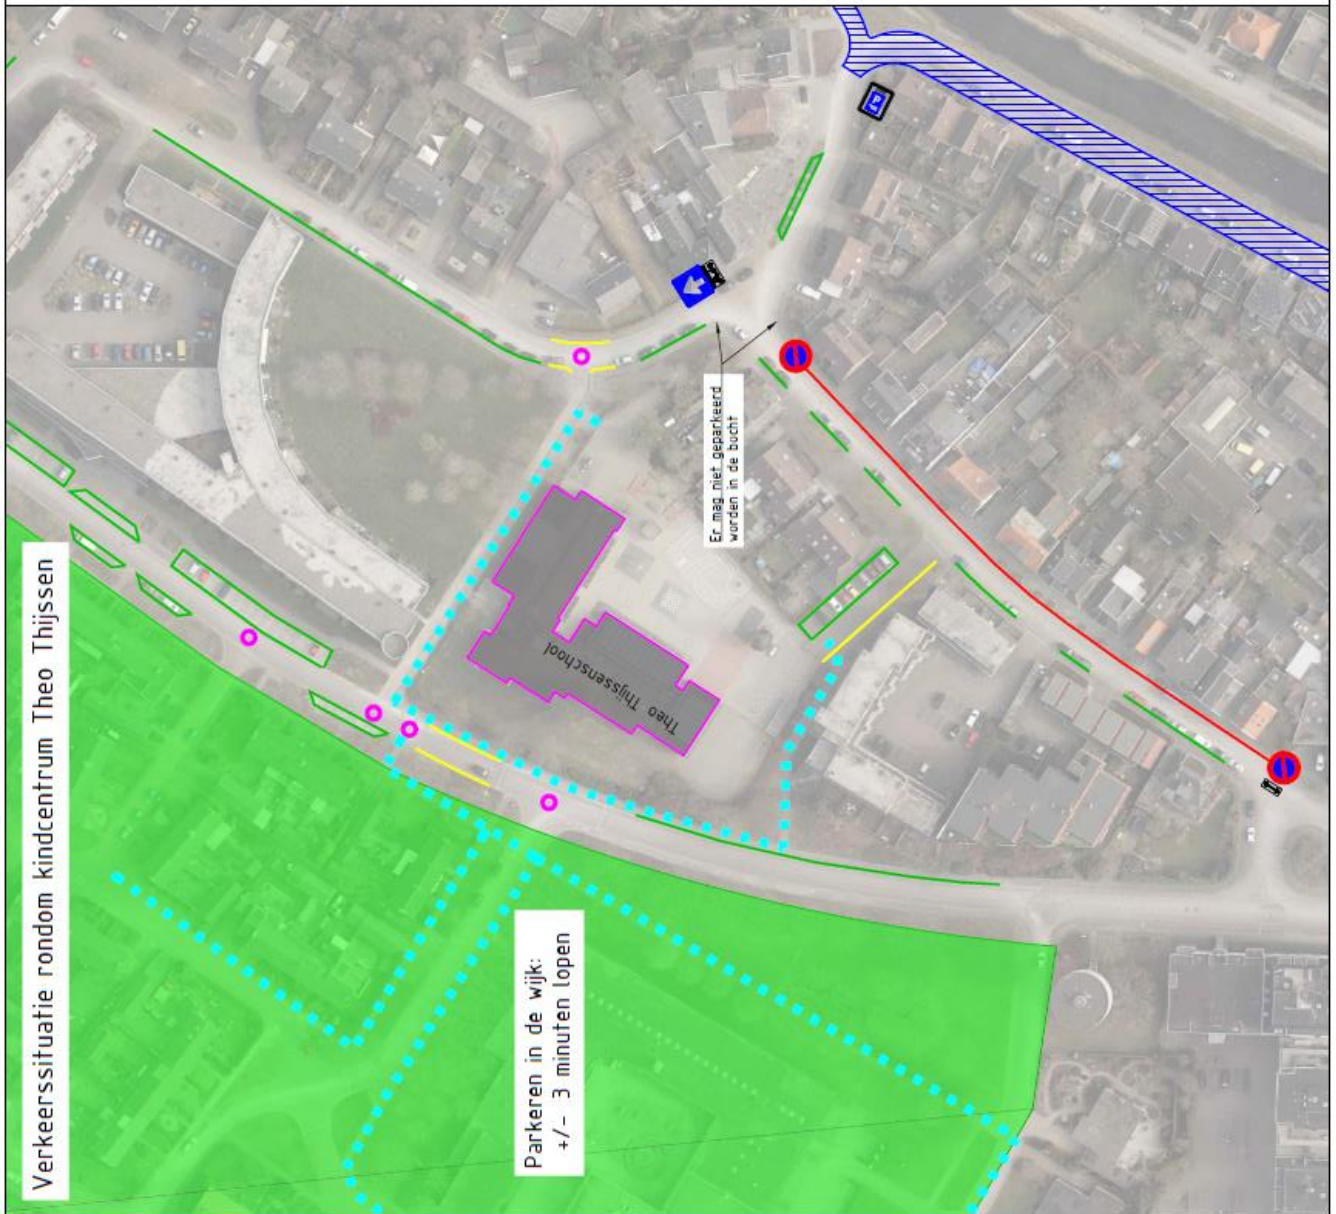 Verkeerssituatie rondom kindcentrum Theo Thijssen
Parkeren in de wijk:
+/- 3 minuten lopen
Theo Thijssenschool
Er mag niet geparkeerd
worden in de bocht
P